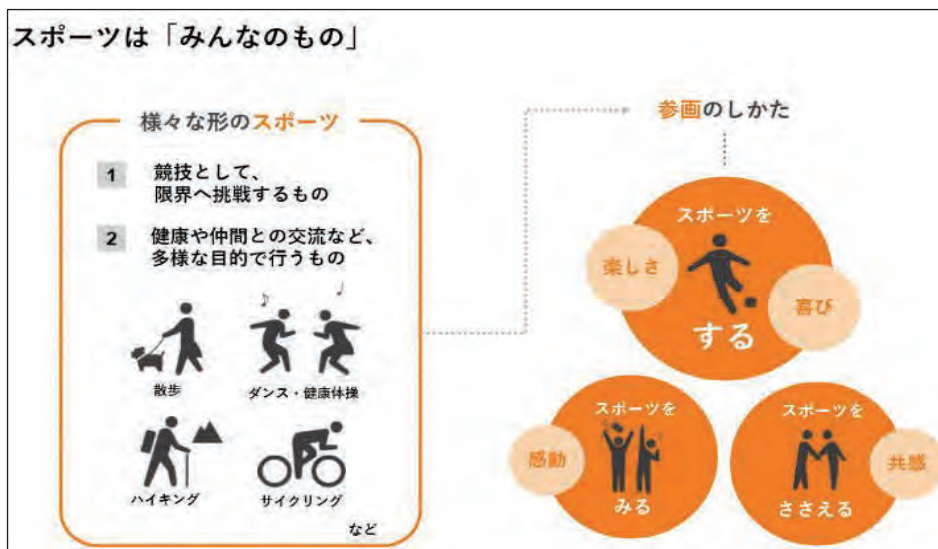 スポーツは「みんなのもの」
様々な形のスポーツ
1 競技として、
限界へ挑戦するもの
2 健康や仲間との交流など、
多様な目的で行うもの
散歩
ダンス・健康体操
ハイキング
サイクリング
など
参画のしかた
スポーツを
楽しさ
喜び
する
スポーツを
感動
みる
スポーツを
共感
ささえる